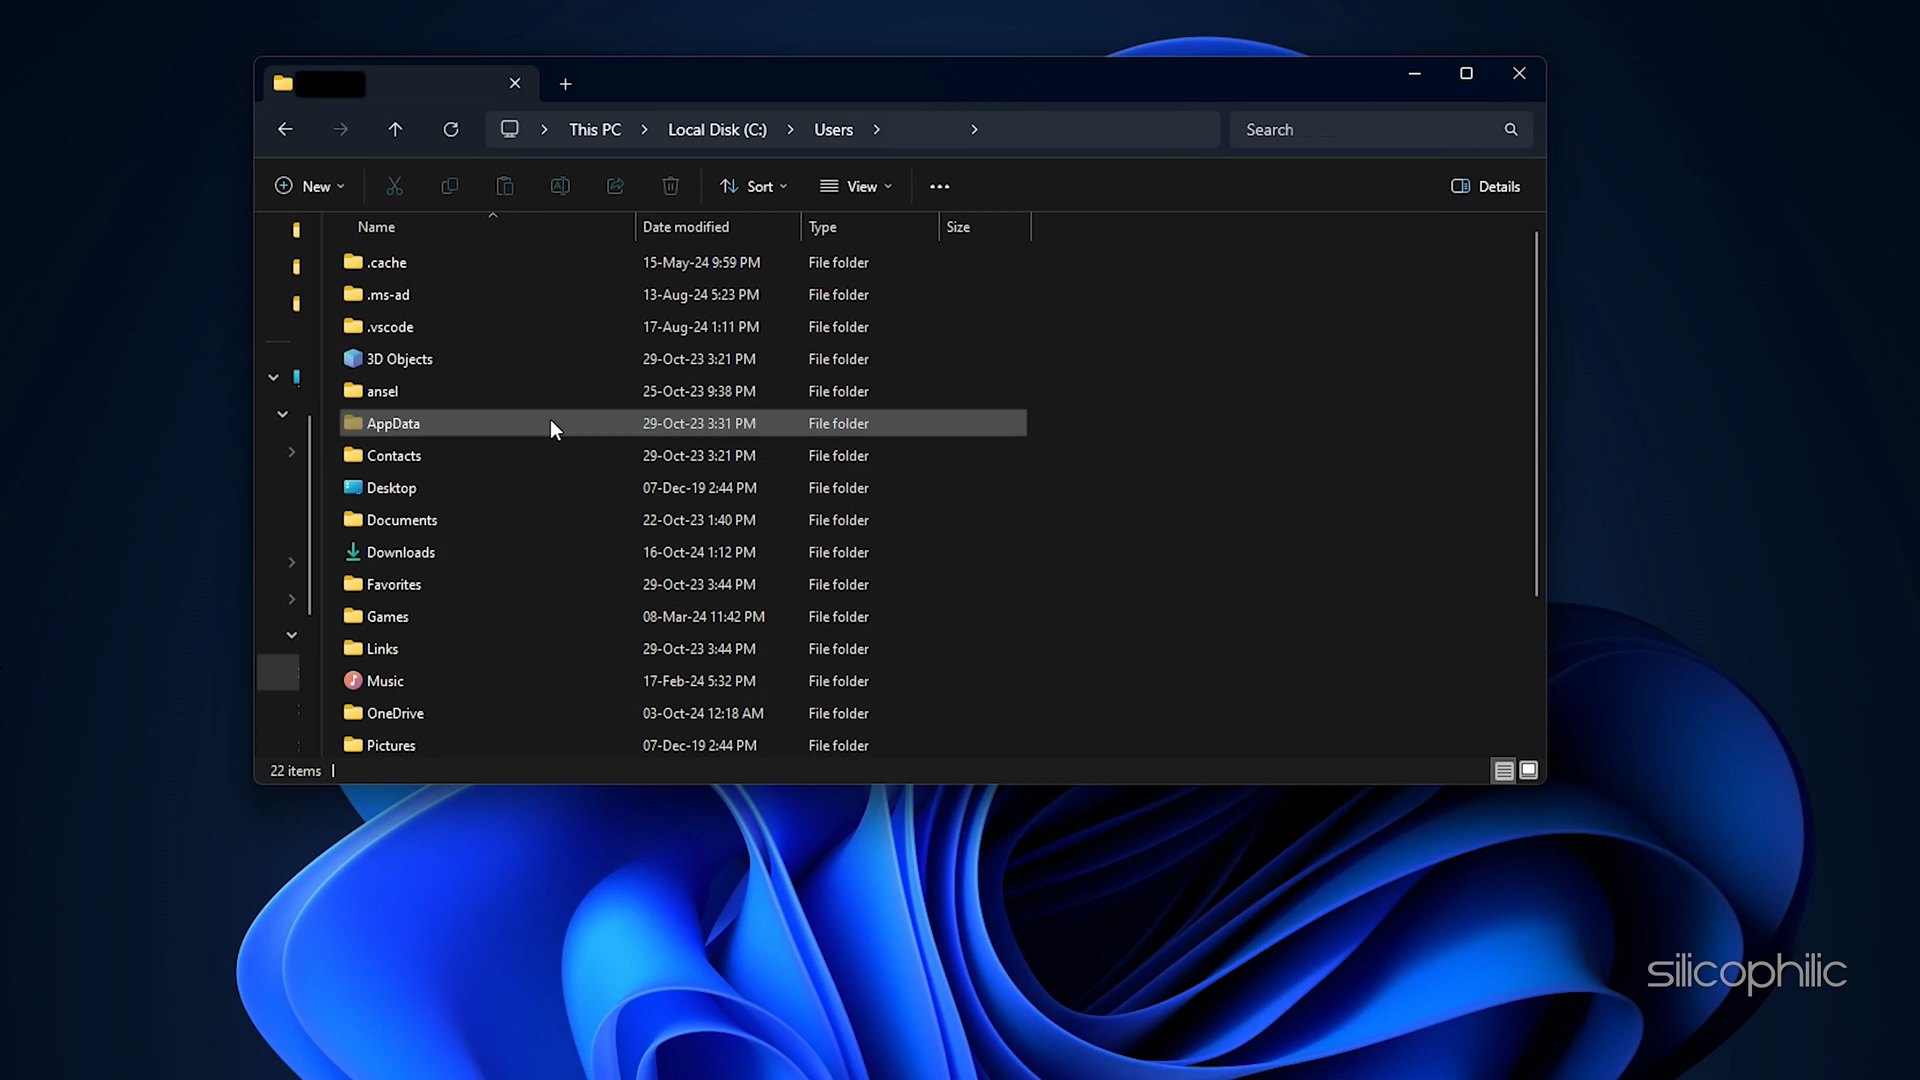 This PC > Local Disk (C:) > Users > >
Search
New
Sort
View
Details
Name Date modified Type Size
.cache 15-May-24 9:59 PM File folder
.ms-ad 13-Aug-24 5:23 PM File folder
.vscode 17-Aug-24 1:11 PM File folder
3D Objects 29-Oct-23 3:21 PM File folder
ansel 25-Oct-23 9:38 PM File folder
AppData 29-Oct-23 3:31 PM File folder
Contacts 29-Oct-23 3:21 PM File folder
Desktop 07-Dec-19 2:44 PM File folder
Documents 22-Oct-23 1:40 PM File folder
Downloads 16-Oct-24 1:12 PM File folder
Favorites 29-Oct-23 3:44 PM File folder
Games 08-Mar-24 11:42 PM File folder
Links 29-Oct-23 3:44 PM File folder
Music 17-Feb-24 5:32 PM File folder
OneDrive 03-Oct-24 12:18 AM File folder
Pictures 07-Dec-19 2:44 PM File folder
22 items
silicophilic